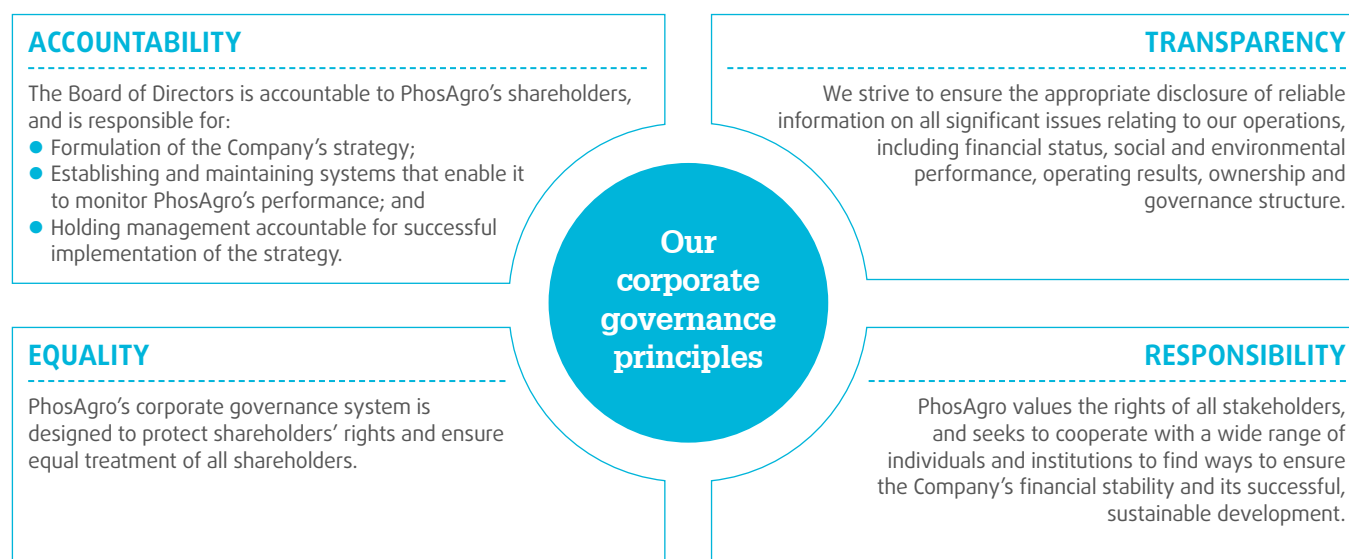 ACCOUNTABILITY
The Board of Directors is accountable to PhosAgro’s shareholders,
and is responsible for:
● Formulation of the Company’s strategy;
● Establishing and maintaining systems that enable it
to monitor PhosAgro’s performance; and
● Holding management accountable for successful
implementation of the strategy.
TRANSPARENCY
We strive to ensure the appropriate disclosure of reliable
information on all significant issues relating to our operations,
including financial status, social and environmental
performance, operating results, ownership and
governance structure.
Our
corporate
governance
principles
EQUALITY
PhosAgro’s corporate governance system is
designed to protect shareholders’ rights and ensure
equal treatment of all shareholders.
RESPONSIBILITY
PhosAgro values the rights of all stakeholders,
and seeks to cooperate with a wide range of
individuals and institutions to find ways to ensure
the Company’s financial stability and its successful,
sustainable development.